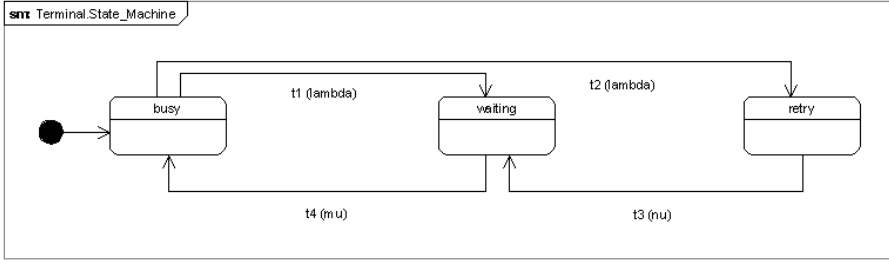 sm: Terminal.State_Machine
t1 (lambda)
t2 (lambda)
busy
waiting
retry
t4 (mu)
t3 (nu)